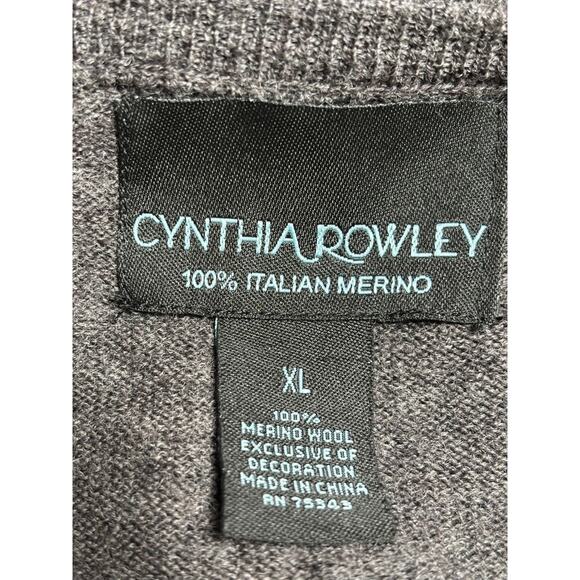 CYNTHIA ROWLEY
100% ITALIAN MERINO
XL
100%
MERINO WOOL
EXCLUSIVE OF
DECORATION
MADE IN CHINA
RN 75343